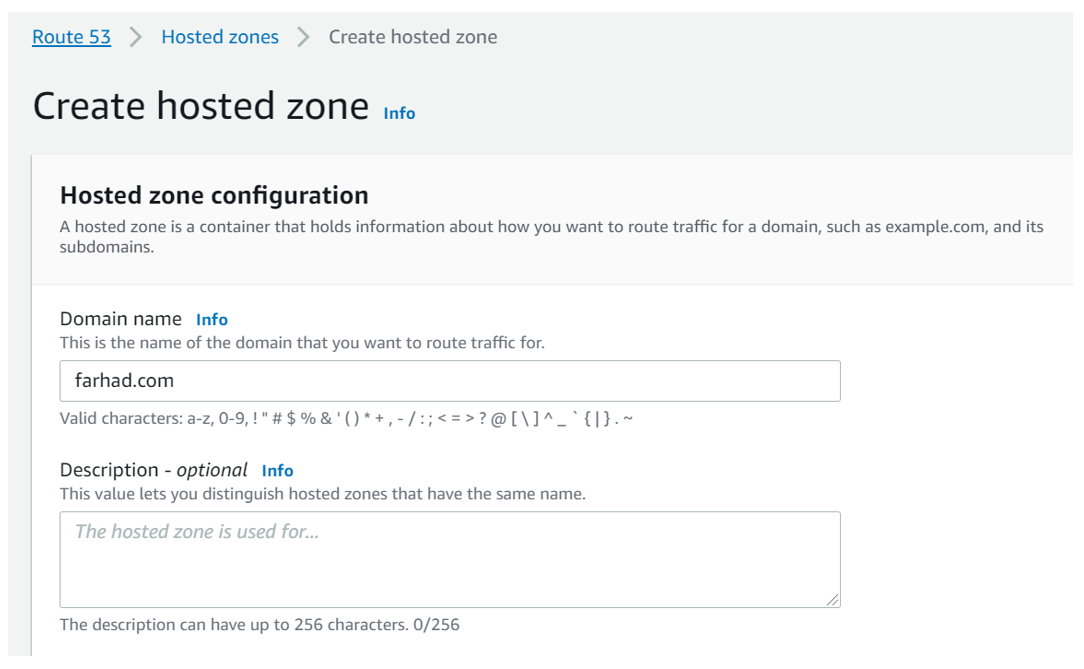 Route 53 > Hosted zones > Create hosted zone
Create hosted zone Info
Hosted zone configuration
A hosted zone is a container that holds information about how you want to route traffic for a domain, such as example.com, and its
subdomains.
Domain name Info
This is the name of the domain that you want to route traffic for.
farhad.com
Valid characters: a-z, 0-9, ! " # $ % & ' ( ) * + , - / : ; < = > ? @ [ \ ] ^ _ ` { | } . ~
Description - optional Info
This value lets you distinguish hosted zones that have the same name.
The hosted zone is used for...
The description can have up to 256 characters. 0/256